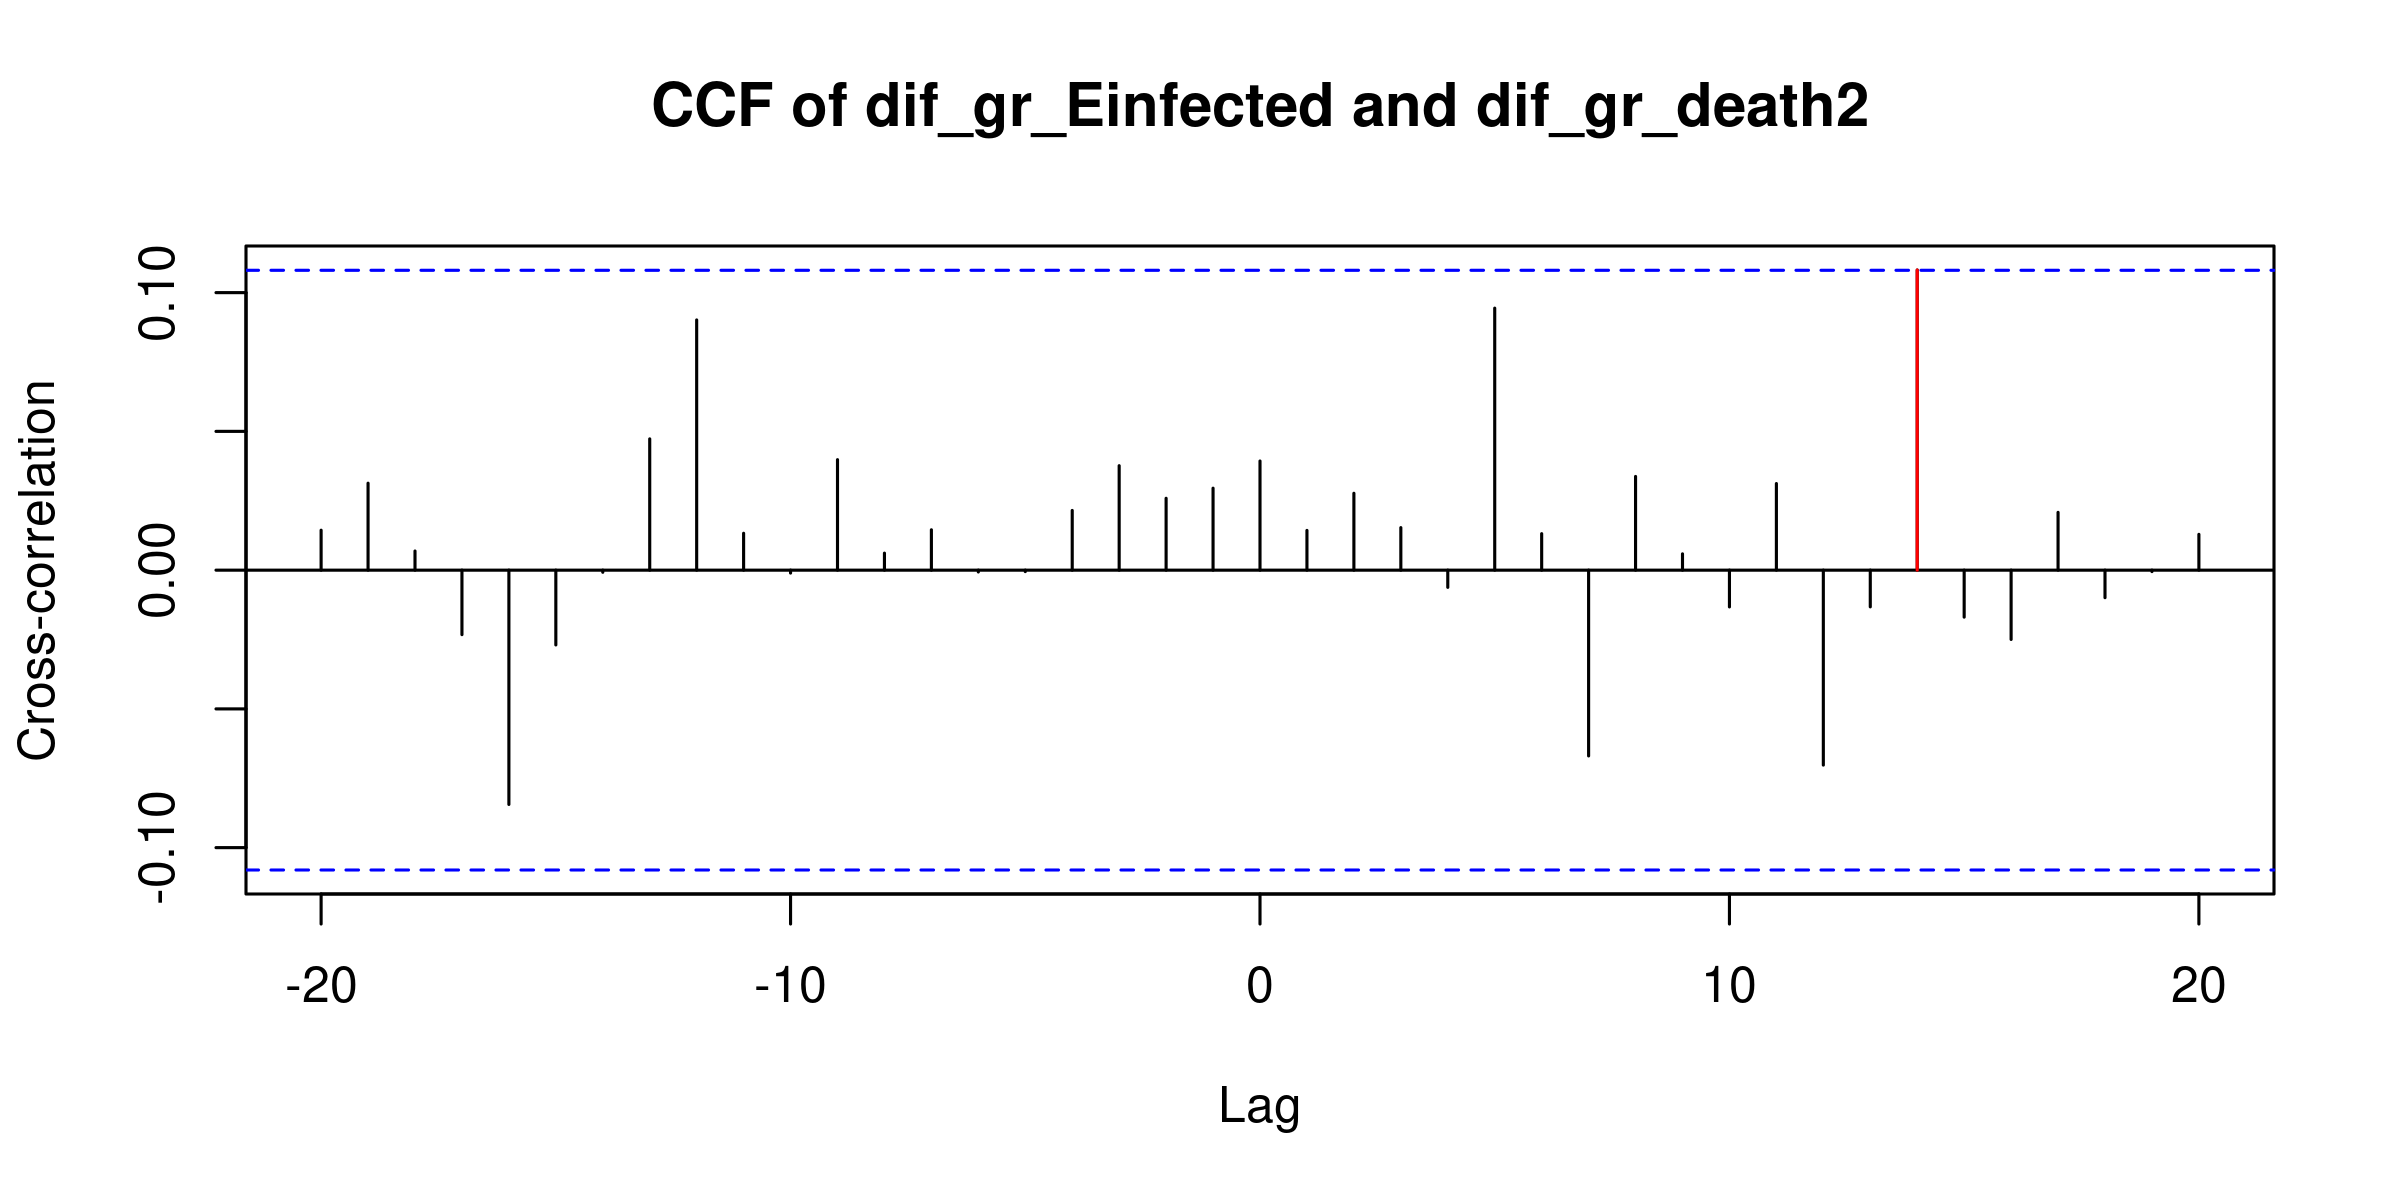 CCF of dif_gr_Einfected and dif_gr_death2
Cross-correlation
0.10
0.00
-0.10
-20 -10 0 10 20
Lag